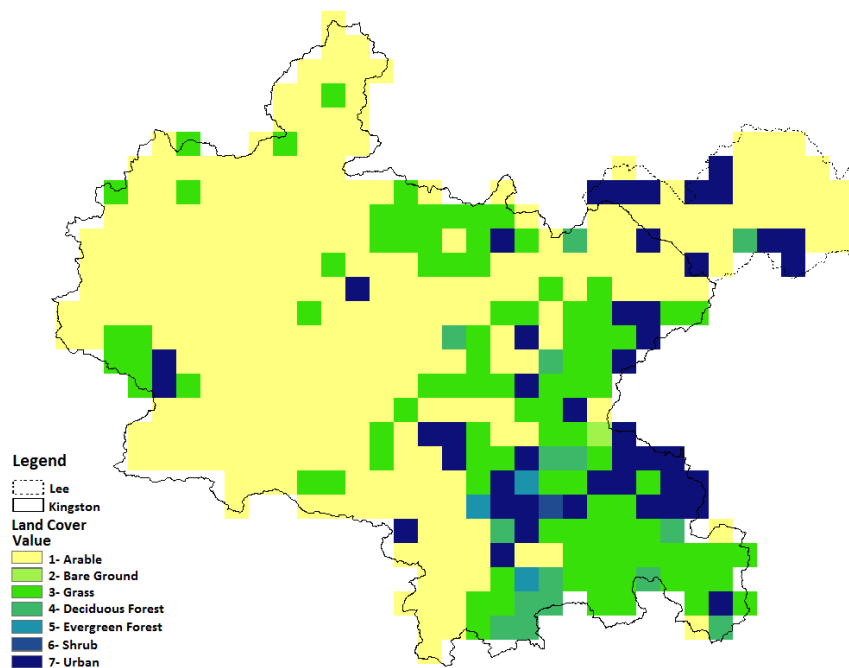 Legend
Lee
Kingston
Land Cover
Value
1- Arable
2- Bare Ground
3- Grass
4- Deciduous Forest
5- Evergreen Forest
6- Shrub
7- Urban